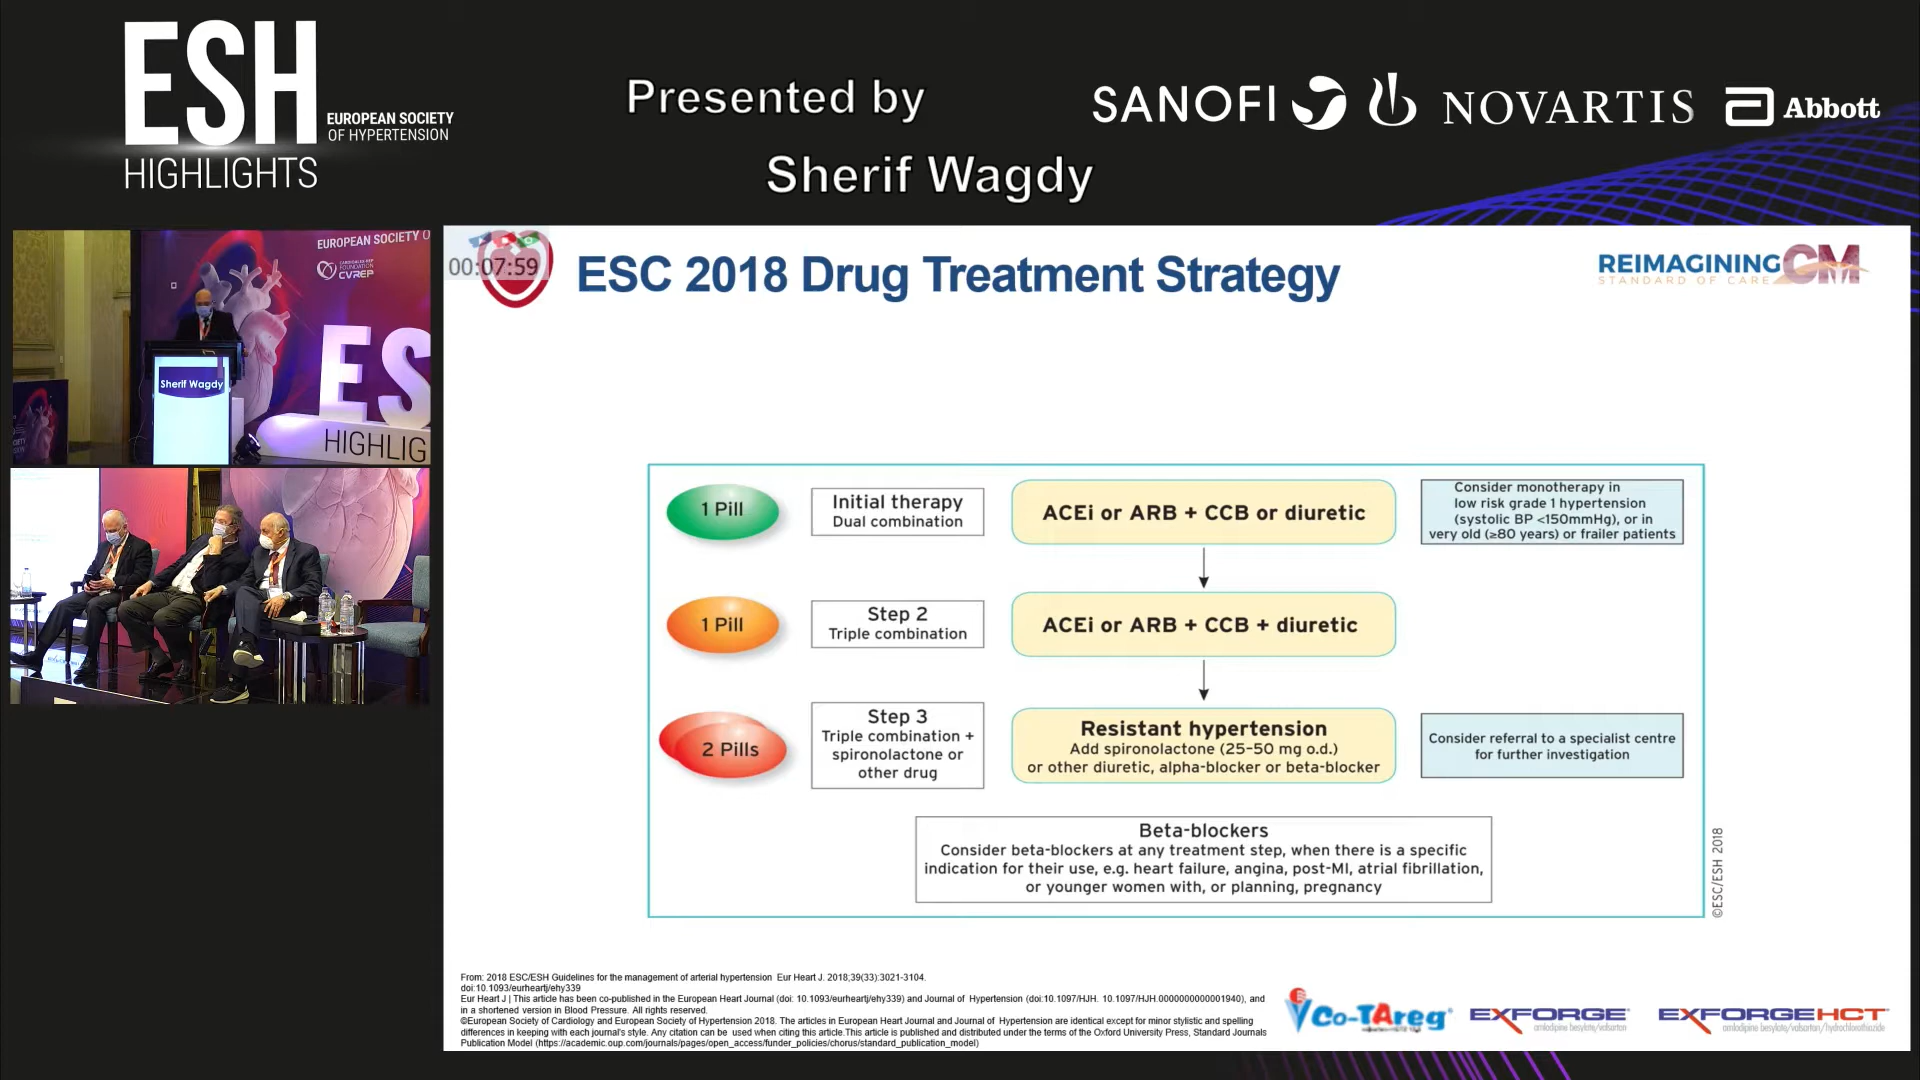 ESH
EUROPEAN SOCIETY
OF HYPERTENSION
HIGHLIGHTS
Presented by
Sherif Wagdy
SANOFI
NOVARTIS
Abbott
EUROPEAN SOCIETY O
CVREP
Sherif Wagdy
ES
HIGHLIG
00:07:59
ESC 2018 Drug Treatment Strategy
REIMAGINING CM
STANDARD OF CARE
1 Pill
Initial therapy
Dual combination
ACEi or ARB + CCB or diuretic
Consider monotherapy in
low risk grade 1 hypertension
(systolic BP <150mmHg), or in
very old (≥80 years) or frailer patients
1 Pill
Step 2
Triple combination
ACEi or ARB + CCB + diuretic
2 Pills
Step 3
Triple combination +
spironolactone or
other drug
Resistant hypertension
Add spironolactone (25–50 mg o.d.)
or other diuretic, alpha-blocker or beta-blocker
Consider referral to a specialist centre
for further investigation
Beta-blockers
Consider beta-blockers at any treatment step, when there is a specific
indication for their use, e.g. heart failure, angina, post-MI, atrial fibrillation,
or younger women with, or planning, pregnancy
©ESC/ESH 2018
From: 2018 ESC/ESH Guidelines for the management of arterial hypertension Eur Heart J. 2018;39(33):3021-3104.
doi:10.1093/eurheartj/ehy339
Eur Heart J | This article has been co-published in the European Heart Journal (doi: 10.1093/eurheartj/ehy339) and Journal of Hypertension (doi:10.1097/HJH. 10.1097/HJH.0000000000001940), and
in a shortened version in Blood Pressure. All rights reserved.
©European Society of Cardiology and European Society of Hypertension 2018. The articles in European Heart Journal and Journal of Hypertension are identical except for minor stylistic and spelling
differences in keeping with each journal's style. Any citation can be used when citing this article.This article is published and distributed under the terms of the Oxford University Press, Standard Journals
Publication Model (https://academic.oup.com/journals/pages/open_access/funder_policies/chorus/standard_publication_model)
Co-TAreg
EXFORGE
amlodipine besylate/valsartan
EXFORGE HCT
amlodipine besylate/valsartan/hydrochlorothiazide